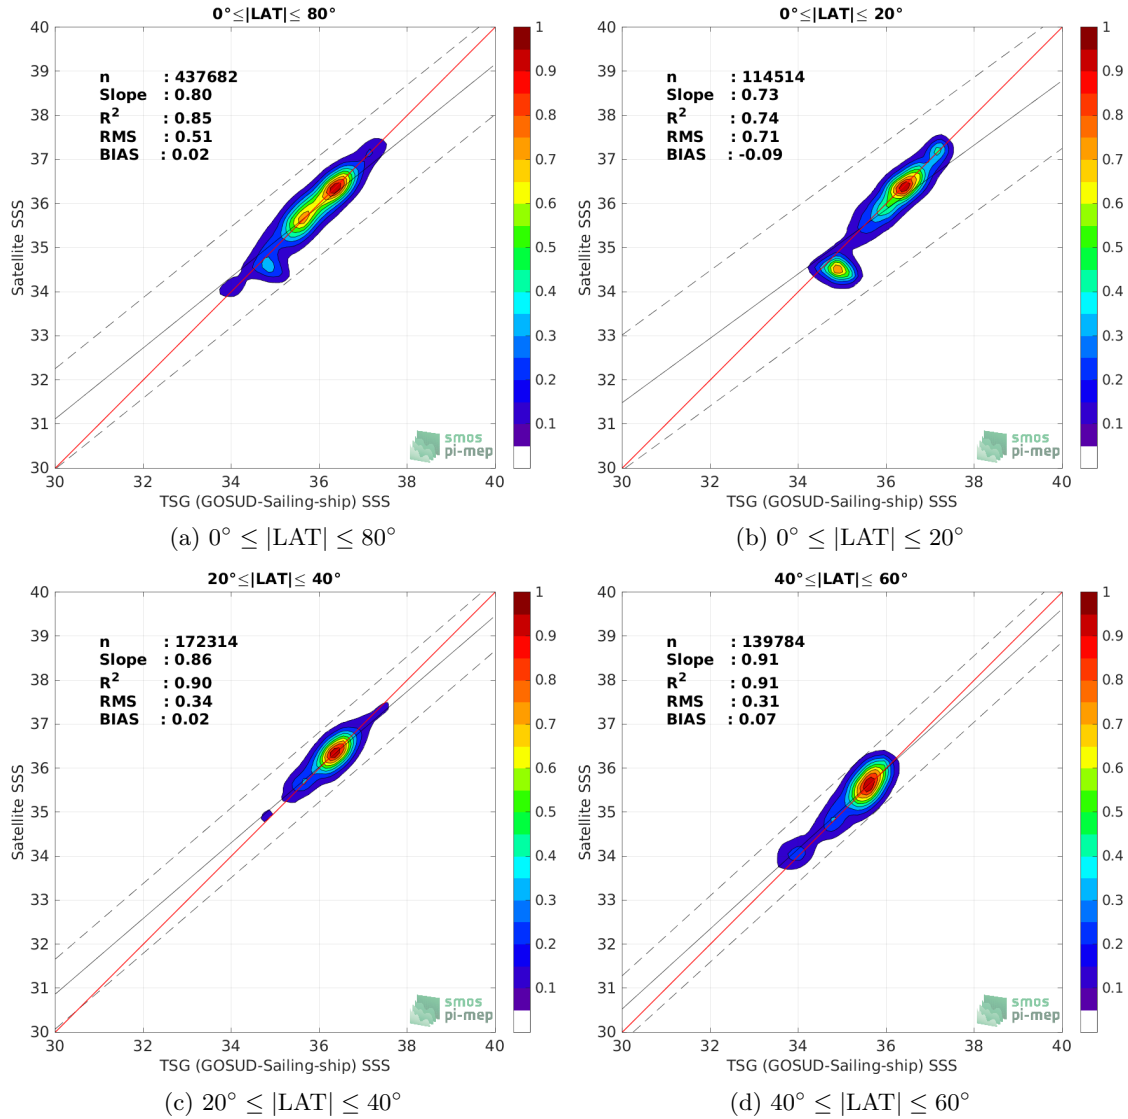 0°≤|LAT|≤ 80°
n : 437682
Slope : 0.80
R² : 0.85
RMS : 0.51
BIAS : 0.02
Satellite SSS
40
39
38
37
36
35
34
33
32
31
30
30 32 34 36 38 40
TSG (GOSUD-Sailing-ship) SSS
smos
pi-mep
1
0.9
0.8
0.7
0.6
0.5
0.4
0.3
0.2
0.1
(a) 0° ≤ |LAT| ≤ 80°
0°≤|LAT|≤ 20°
n : 114514
Slope : 0.73
R² : 0.74
RMS : 0.71
BIAS : -0.09
Satellite SSS
40
39
38
37
36
35
34
33
32
31
30
30 32 34 36 38 40
TSG (GOSUD-Sailing-ship) SSS
smos
pi-mep
1
0.9
0.8
0.7
0.6
0.5
0.4
0.3
0.2
0.1
(b) 0° ≤ |LAT| ≤ 20°
20°≤|LAT|≤ 40°
n : 172314
Slope : 0.86
R² : 0.90
RMS : 0.34
BIAS : 0.02
Satellite SSS
40
39
38
37
36
35
34
33
32
31
30
30 32 34 36 38 40
TSG (GOSUD-Sailing-ship) SSS
smos
pi-mep
1
0.9
0.8
0.7
0.6
0.5
0.4
0.3
0.2
0.1
(c) 20° ≤ |LAT| ≤ 40°
40°≤|LAT|≤ 60°
n : 139784
Slope : 0.91
R² : 0.91
RMS : 0.31
BIAS : 0.07
Satellite SSS
40
39
38
37
36
35
34
33
32
31
30
30 32 34 36 38 40
TSG (GOSUD-Sailing-ship) SSS
smos
pi-mep
1
0.9
0.8
0.7
0.6
0.5
0.4
0.3
0.2
0.1
(d) 40° ≤ |LAT| ≤ 60°